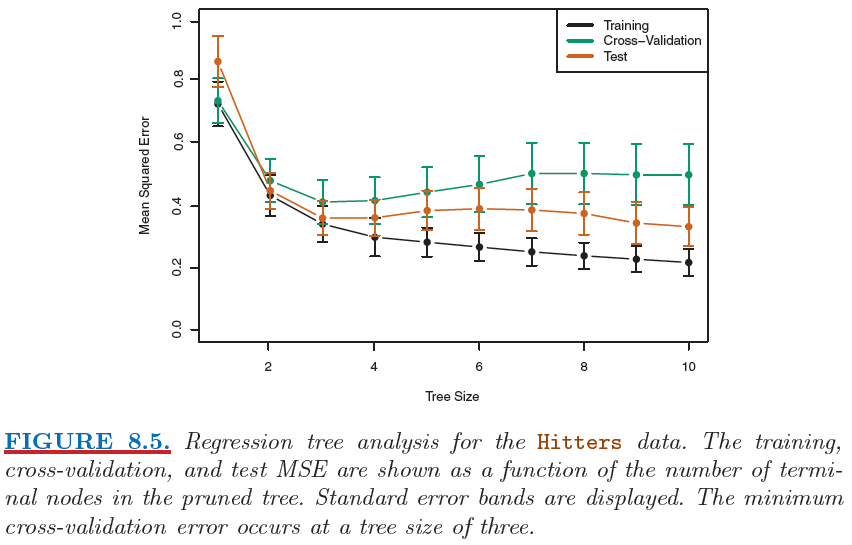 Training
Cross−Validation
Test
Mean Squared Error
1.0
0.8
0.6
0.4
0.2
0.0
2 4 6 8 10
Tree Size
FIGURE 8.5. Regression tree analysis for the Hitters data. The training,
cross-validation, and test MSE are shown as a function of the number of termi-
nal nodes in the pruned tree. Standard error bands are displayed. The minimum
cross-validation error occurs at a tree size of three.